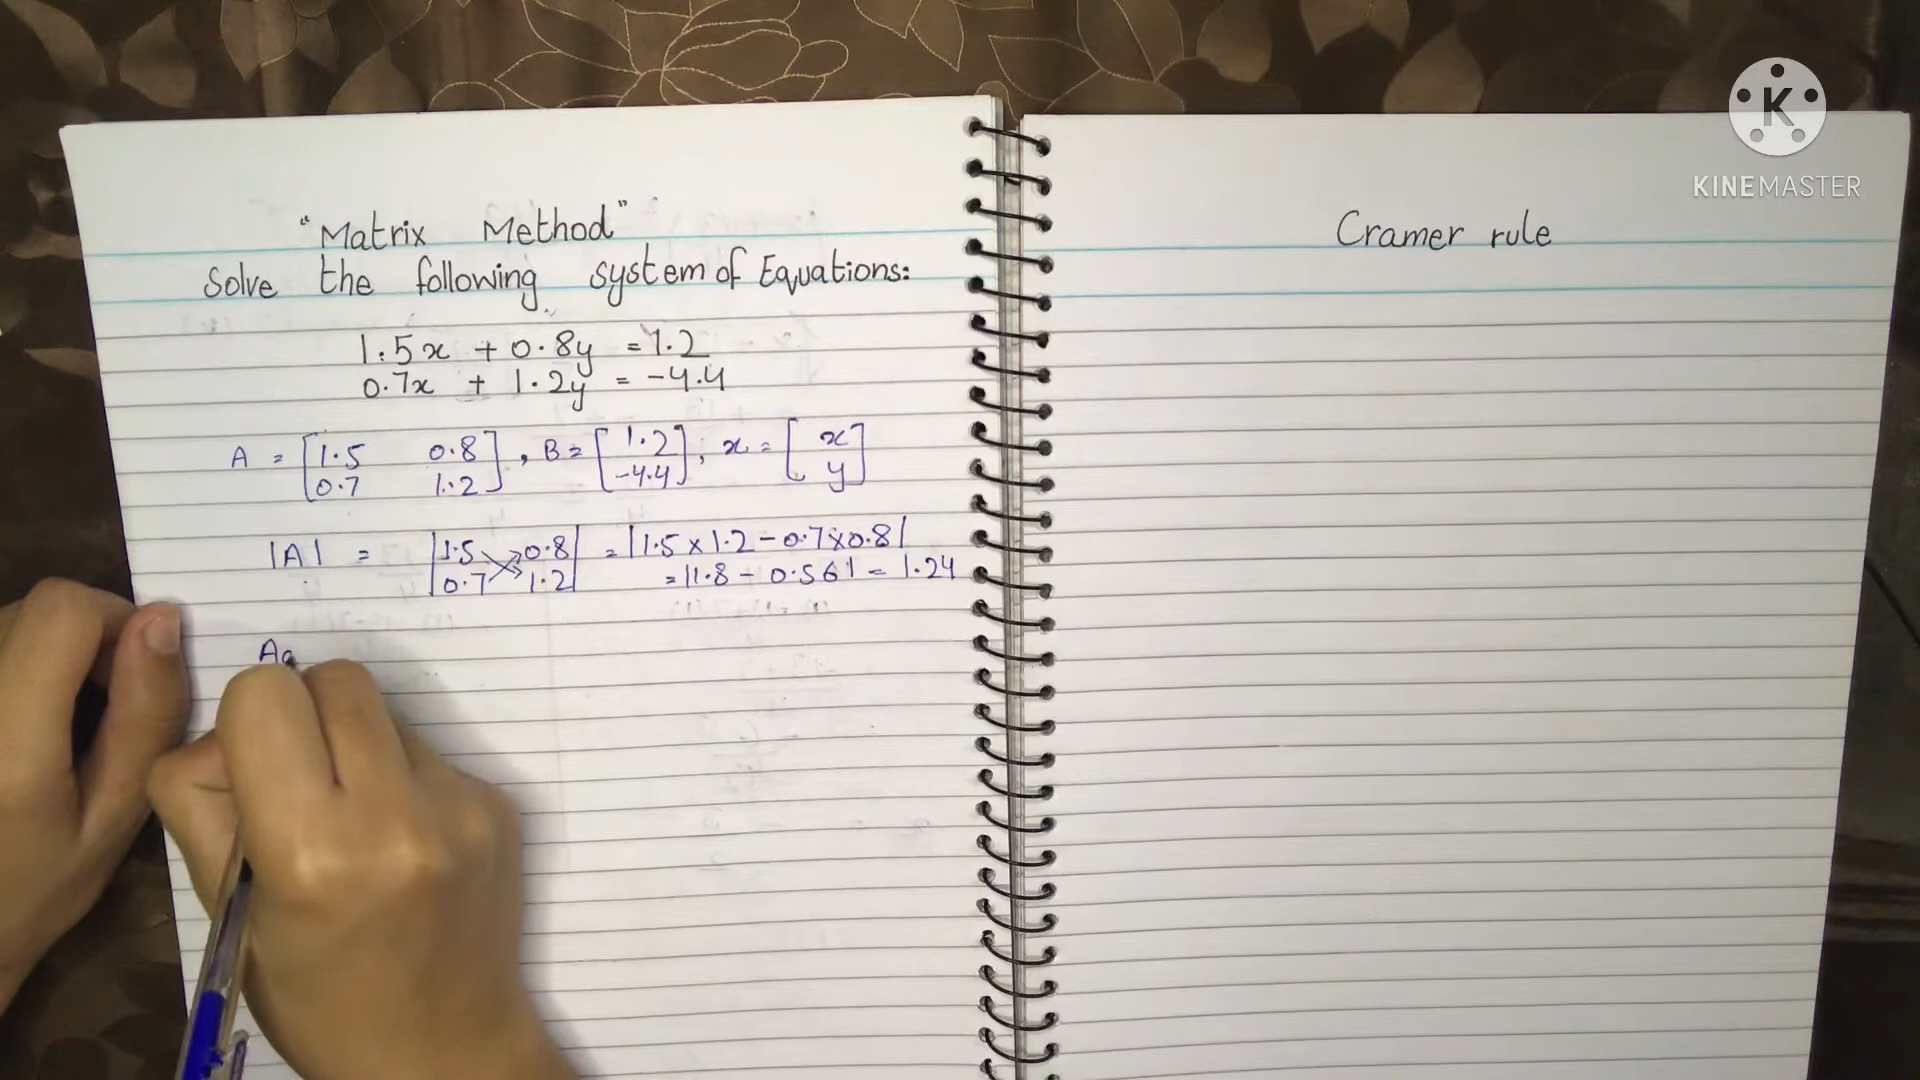 "Matrix Method"
Solve the following system of Equations:
1.5x + 0.8y = 1.2
0.7x + 1.2y = -4.4
A = [1.5 0.8], B = [1.2]; x = [x]
[0.7 1.2] [-4.4] [y]
|A| = |1.5 0.8| = |1.5 x 1.2 - 0.7 x 0.8|
|0.7 1.2| = |1.8 - 0.56| = 1.24
K
KINEMASTER
Cramer rule